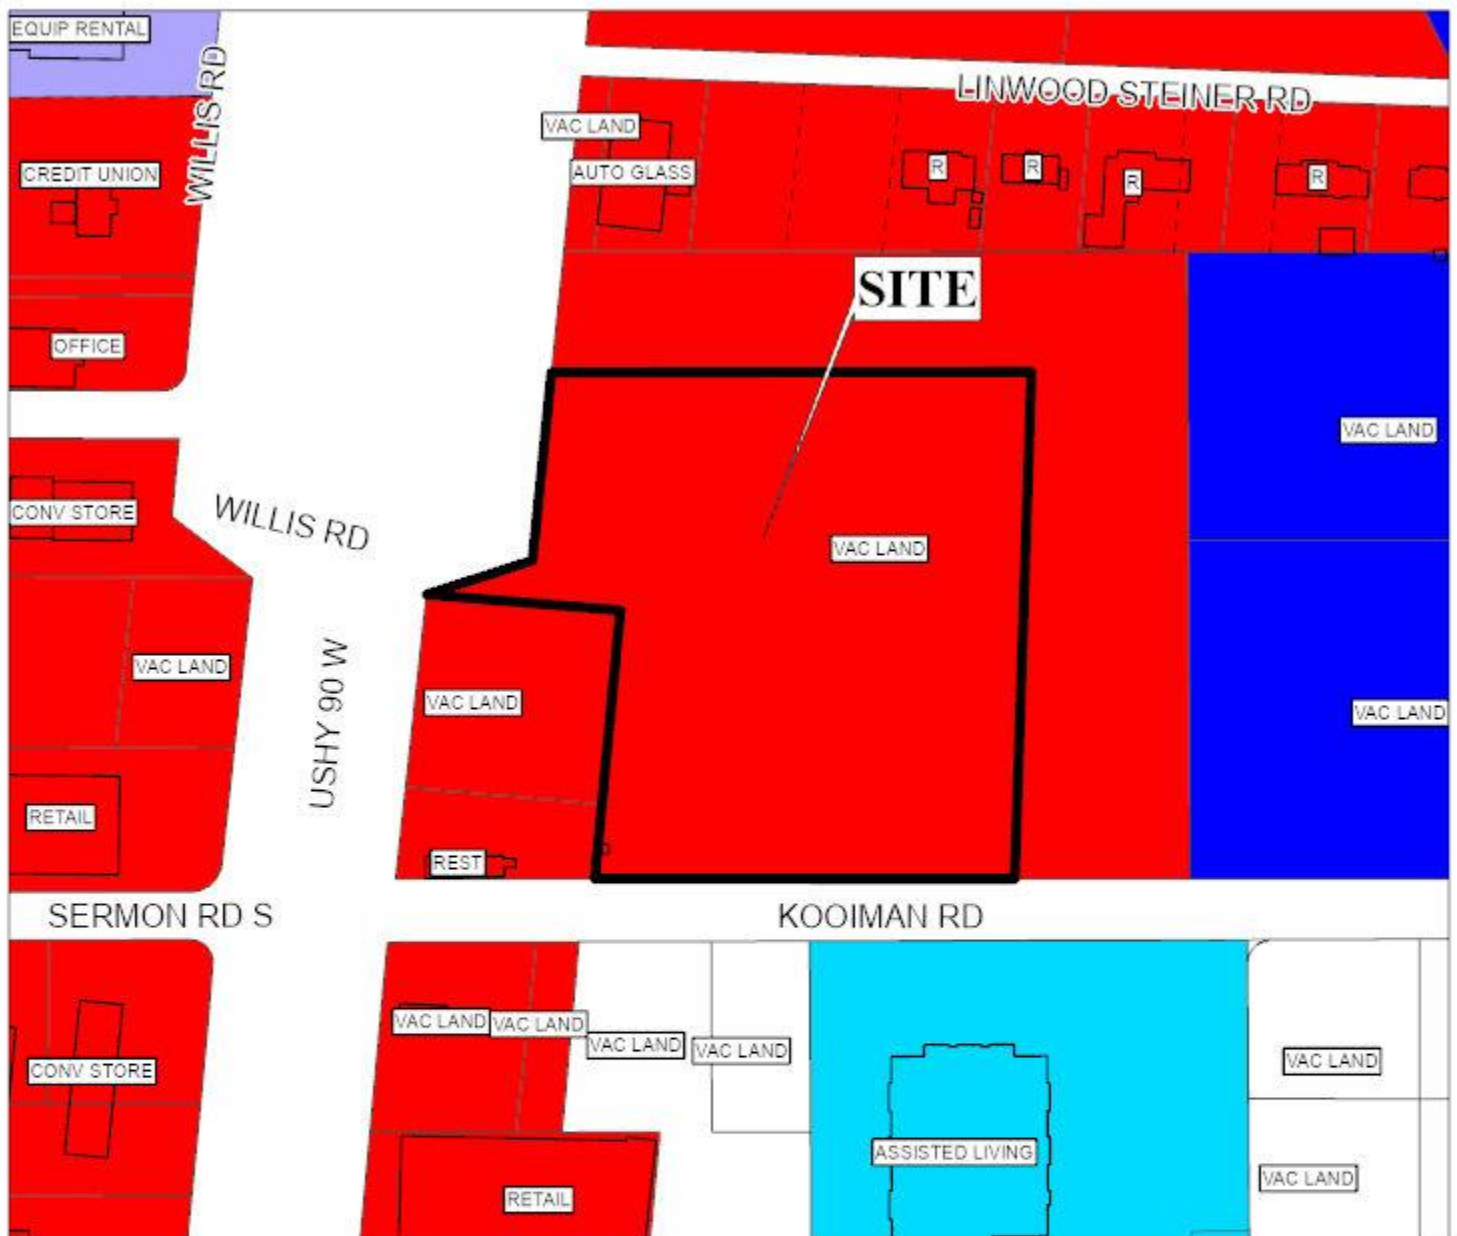 EQUIP RENTAL
WILLIS RD
LINWOOD STEINER RD
VAC LAND
AUTO GLASS
CREDIT UNION
R
R
R
R
SITE
OFFICE
VAC LAND
CONV STORE
WILLIS RD
VAC LAND
VAC LAND
USHY 90 W
VAC LAND
VAC LAND
RETAIL
REST
SERMON RD S
KOOIMAN RD
VAC LAND
VAC LAND
VAC LAND
VAC LAND
VAC LAND
CONV STORE
ASSISTED LIVING
VAC LAND
RETAIL